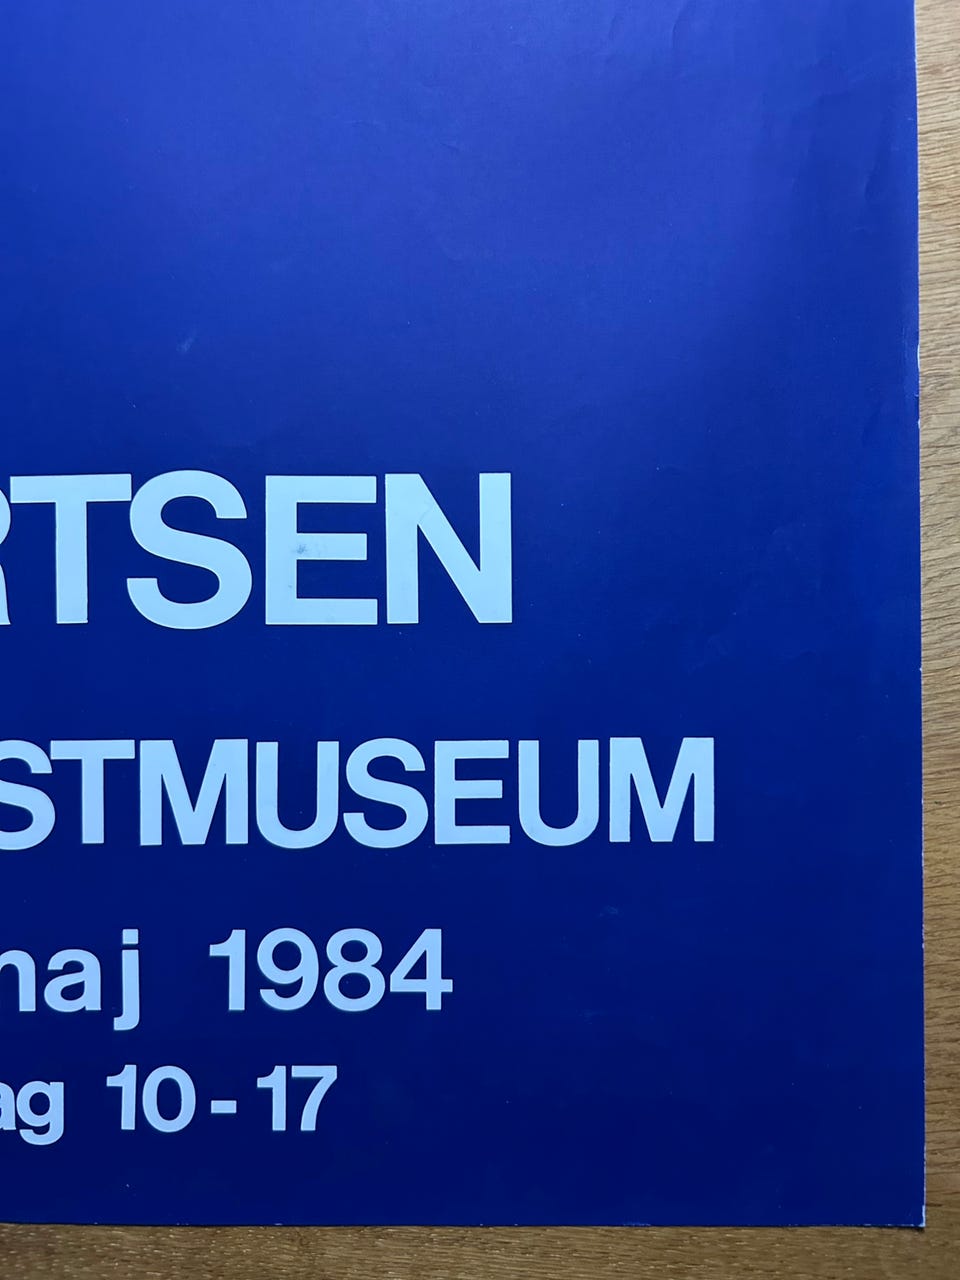 RTSEN
STMUSEUM
maj 1984
ag 10-17